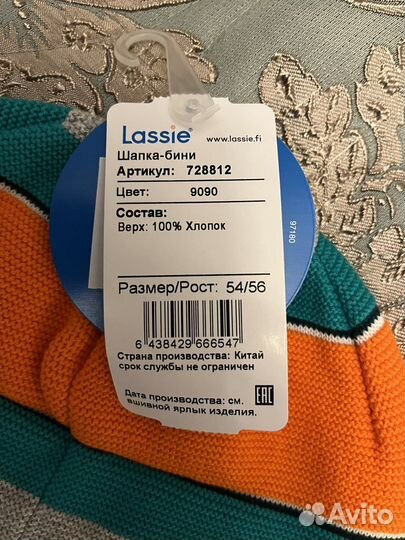 Lassie® www.lassie.fi
Шапка-бини
Артикул: 728812
Цвет: 9090
Состав:
Верх: 100% Хлопок
Размер/Рост: 54/56
6 438429 666547
Страна производства: Китай
срок службы не ограничен
Дата производства: см.
вшивной ярлык изделия.
EAC
97180
Avito